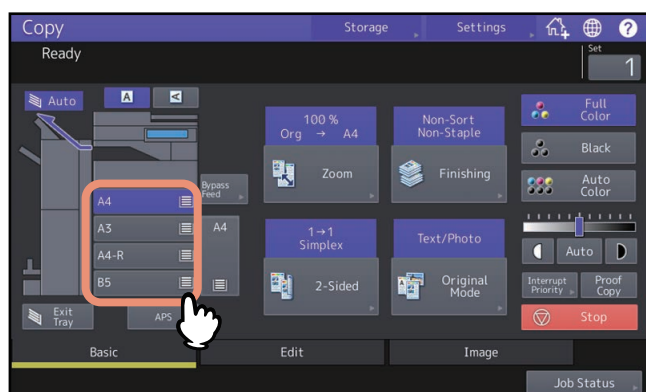 Copy
Storage
Settings
?
Ready
Set
1
Auto
A
A
100 %
Org → A4
Non-Sort
Non-Staple
Full
Color
Zoom
Finishing
Black
Bypass
Feed
Auto
Color
A4
A3
A4
A4-R
B5
1→1
Simplex
Text/Photo
2-Sided
Original
Mode
Auto
Interrupt
Priority
Proof
Copy
Exit
Tray
APS
Stop
Basic
Edit
Image
Job Status